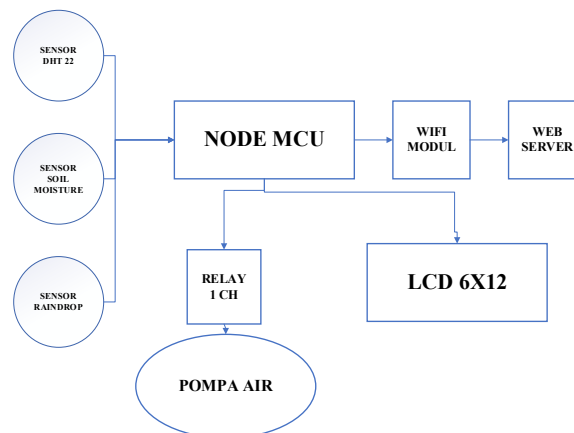 SENSOR
DHT 22
SENSOR
SOIL
MOISTURE
SENSOR
RAINDROP
NODE MCU
WIFI
MODUL
WEB
SERVER
RELAY
1 CH
LCD 6X12
POMPA AIR